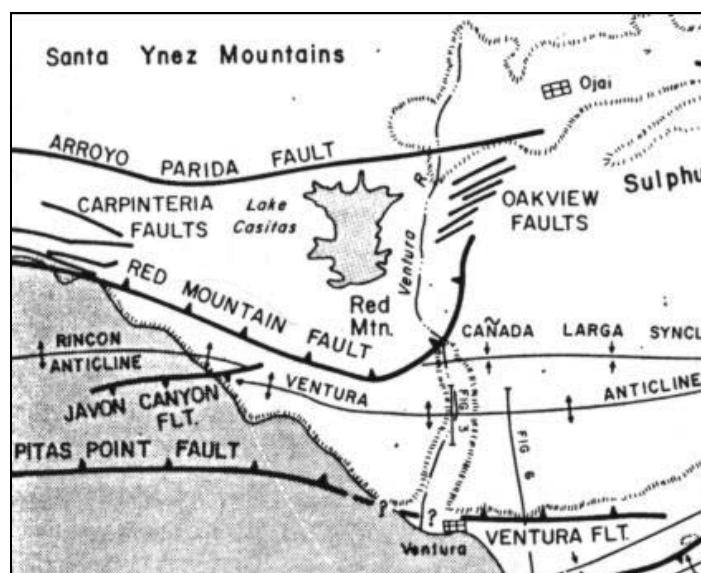 Santa Ynez Mountains
Ojai
ARROYO PARIDA FAULT
R.
Sulphu
CARPINTERIA
FAULTS
Lake
Casitas
OAKVIEW
FAULTS
Ventura
RED MOUNTAIN FAULT
Red
Mtn.
CAÑADA LARGA SYNCL
RINCON
ANTICLINE
VENTURA
ANTICLINE
JAVON CANYON
FLT.
FIG 3
FIG 6
PITAS POINT FAULT
?
?
Ventura
VENTURA FLT.